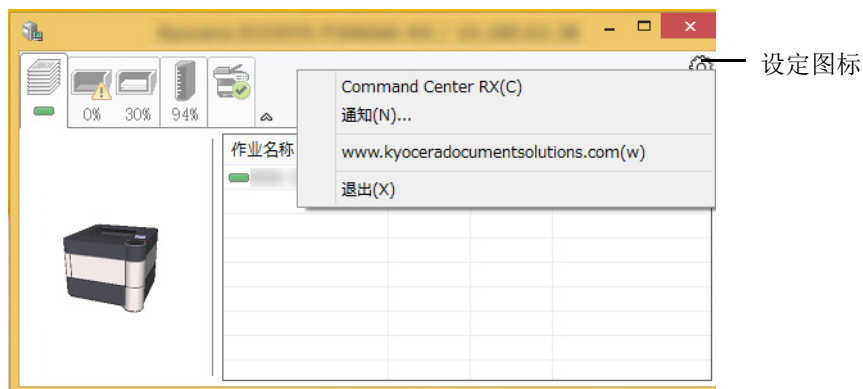 设定图标
0% 30% 94%
Command Center RX(C)
通知(N)...
www.kyoceradocumentsolutions.com(w)
退出(X)
作业名称